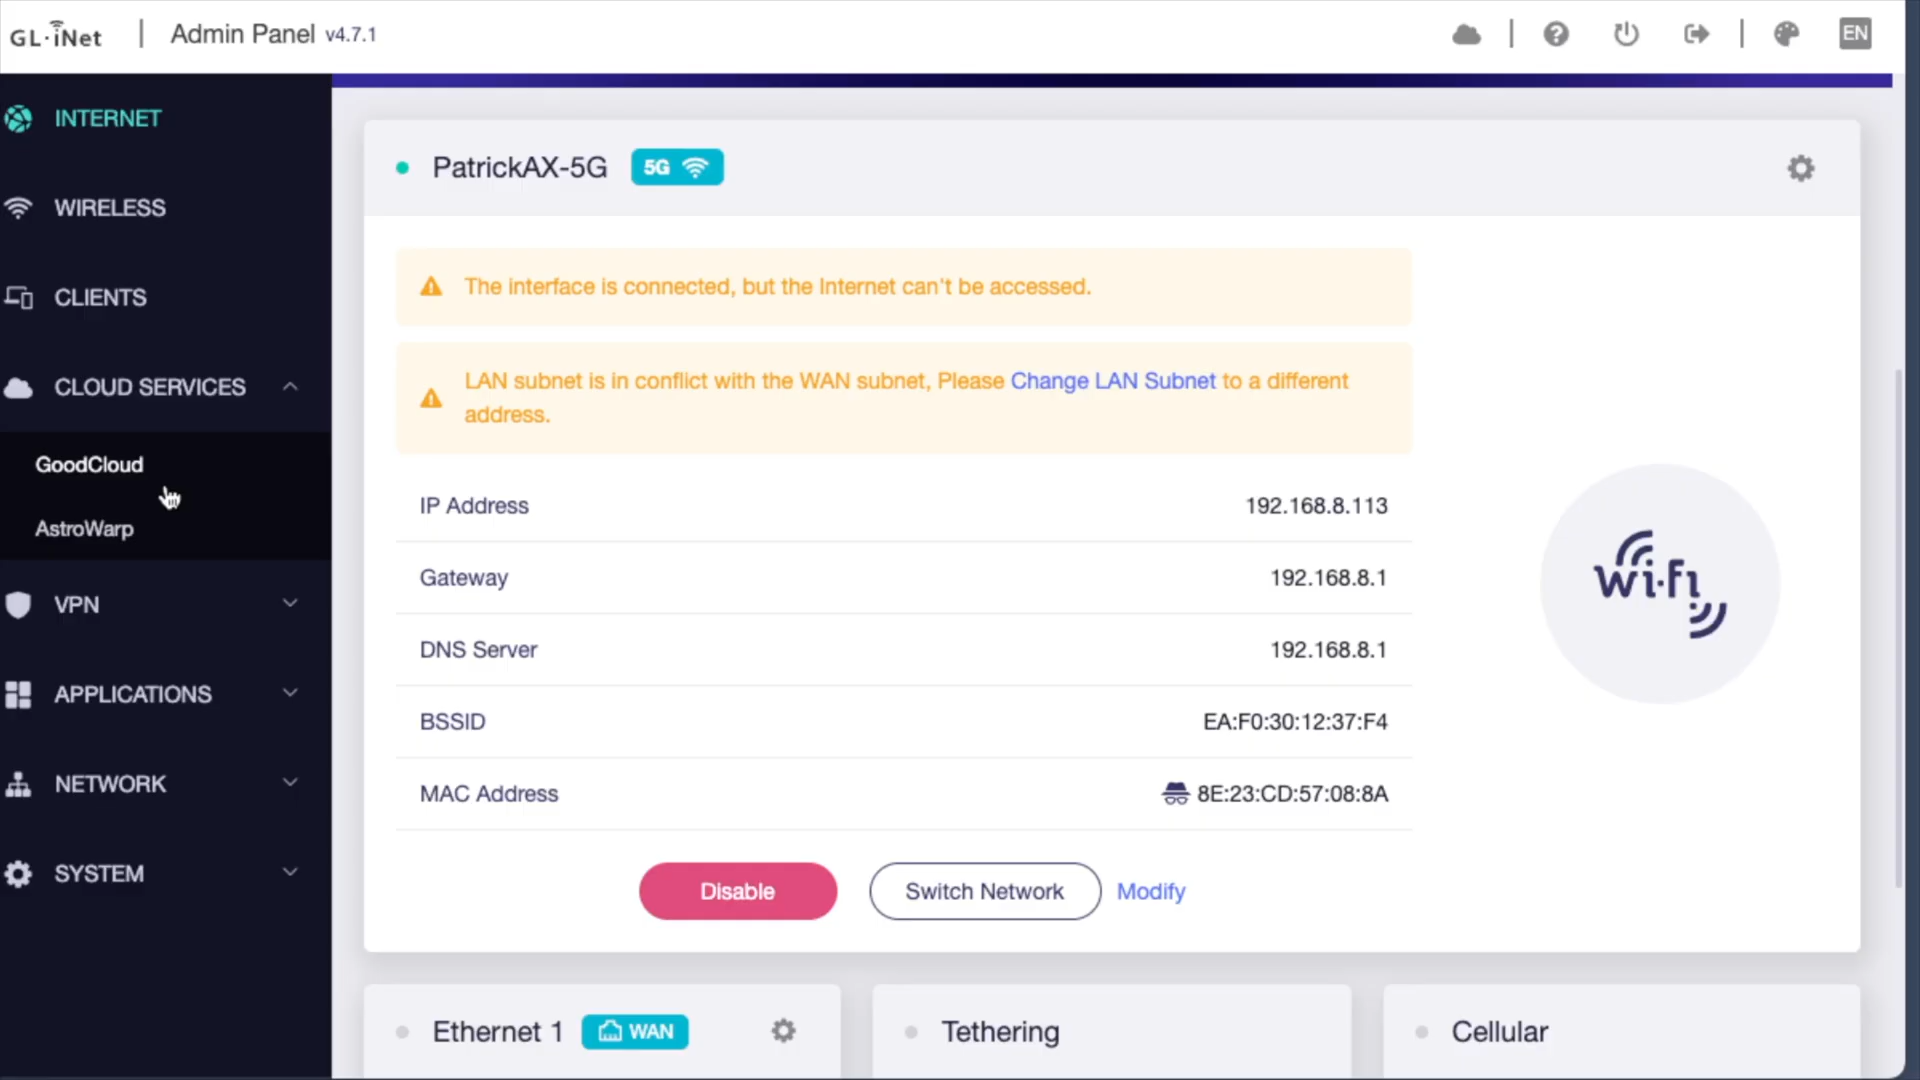 GL·iNet
Admin Panel v4.7.1
EN
INTERNET
WIRELESS
CLIENTS
CLOUD SERVICES
GoodCloud
AstroWarp
VPN
APPLICATIONS
NETWORK
SYSTEM
PatrickAX-5G 5G
The interface is connected, but the Internet can't be accessed.
LAN subnet is in conflict with the WAN subnet, Please Change LAN Subnet to a different
address.
IP Address 192.168.8.113
Gateway 192.168.8.1
DNS Server 192.168.8.1
BSSID EA:F0:30:12:37:F4
MAC Address 8E:23:CD:57:08:8A
wi·fi
Disable Switch Network Modify
Ethernet 1 WAN
Tethering
Cellular